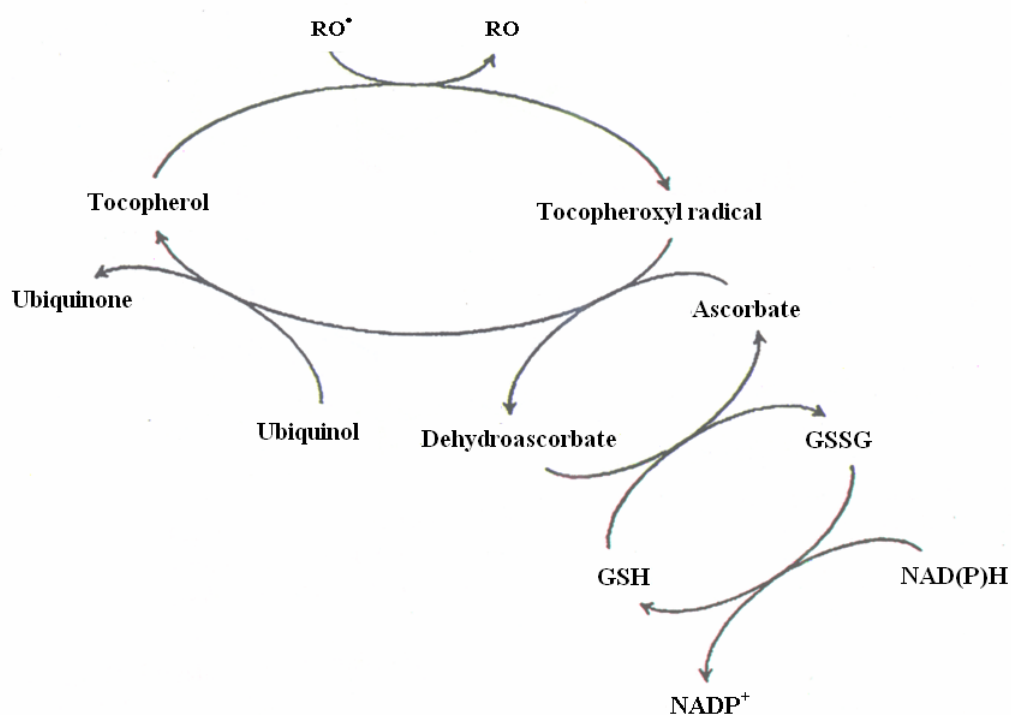 RO• RO
Tocopherol
Tocopheroxyl radical
Ubiquinone
Ascorbate
Ubiquinol
Dehydroascorbate
GSSG
GSH
NAD(P)H
NADP+